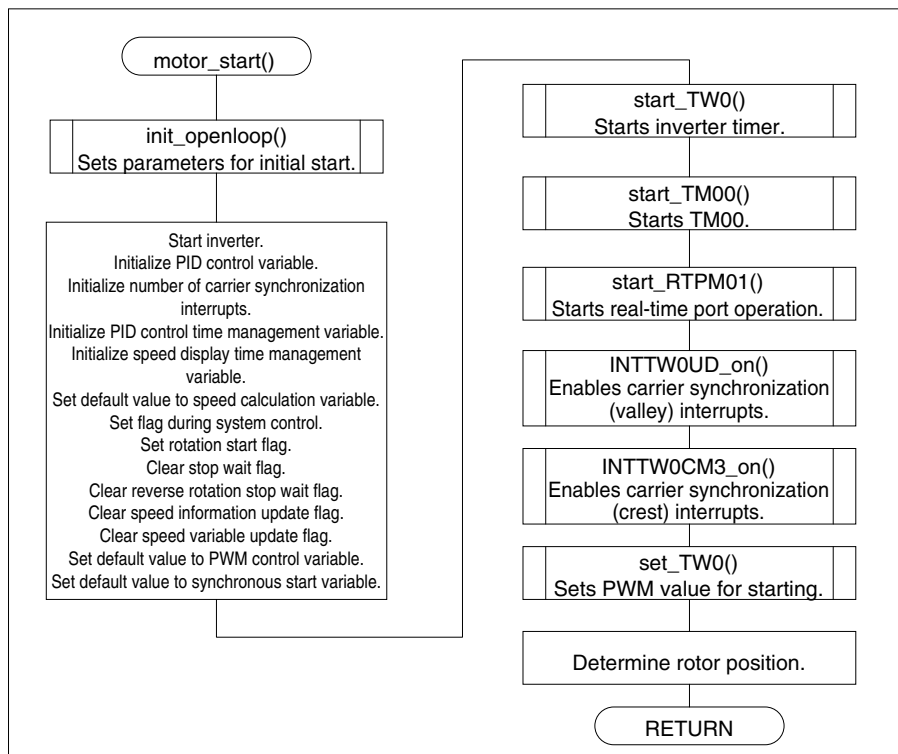 motor_start()
init_openloop()
Sets parameters for initial start.
Start inverter.
Initialize PID control variable.
Initialize number of carrier synchronization
interrupts.
Initialize PID control time management variable.
Initialize speed display time management
variable.
Set default value to speed calculation variable.
Set flag during system control.
Set rotation start flag.
Clear stop wait flag.
Clear reverse rotation stop wait flag.
Clear speed information update flag.
Clear speed variable update flag.
Set default value to PWM control variable.
Set default value to synchronous start variable.
start_TW0()
Starts inverter timer.
start_TM00()
Starts TM00.
start_RTPM01()
Starts real-time port operation.
INTTW0UD_on()
Enables carrier synchronization
(valley) interrupts.
INTTW0CM3_on()
Enables carrier synchronization
(crest) interrupts.
set_TW0()
Sets PWM value for starting.
Determine rotor position.
RETURN